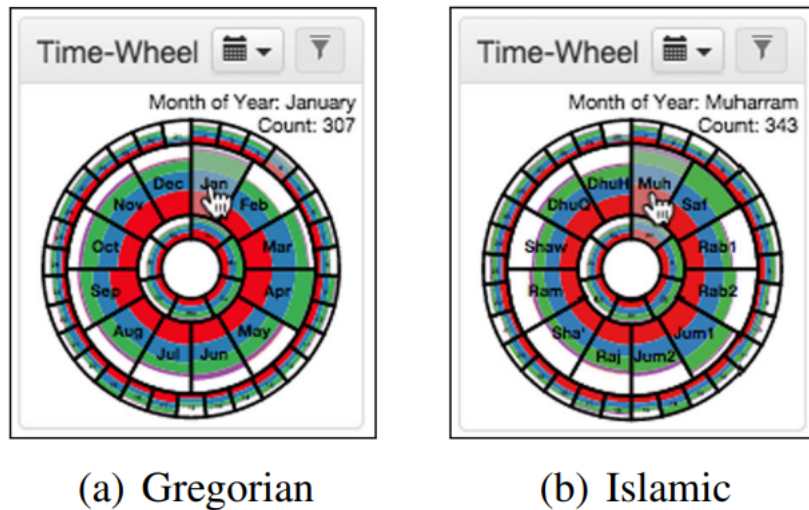 Time-Wheel
Month of Year: January
Count: 307
Jan
Feb
Mar
Apr
May
Jun
Jul
Aug
Sep
Oct
Nov
Dec
(a) Gregorian
Time-Wheel
Month of Year: Muharram
Count: 343
Muh
Saf
Rab1
Rab2
Jum1
Jum2
Raj
Sha'
Ram
Shaw
DhuQ
DhuH
(b) Islamic